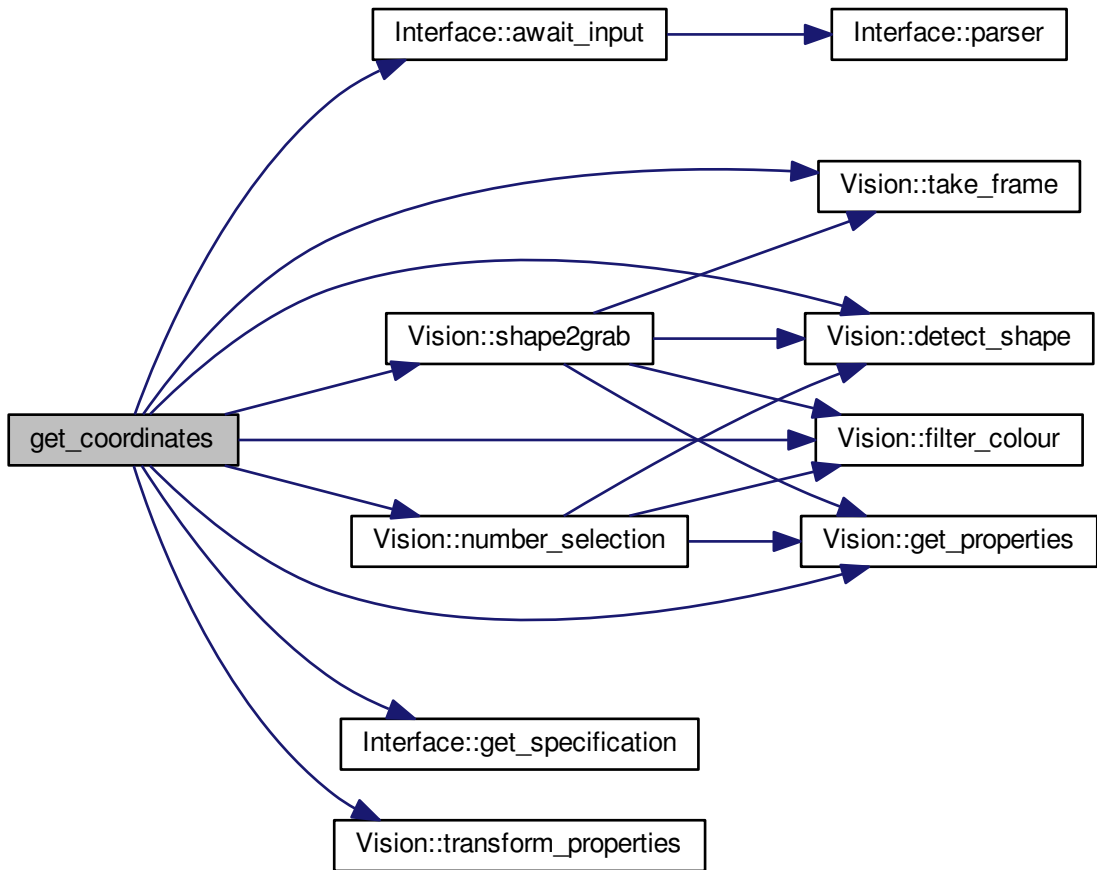 Interface::await_input
Interface::parser
Vision::take_frame
Vision::shape2grab
Vision::detect_shape
get_coordinates
Vision::filter_colour
Vision::number_selection
Vision::get_properties
Interface::get_specification
Vision::transform_properties